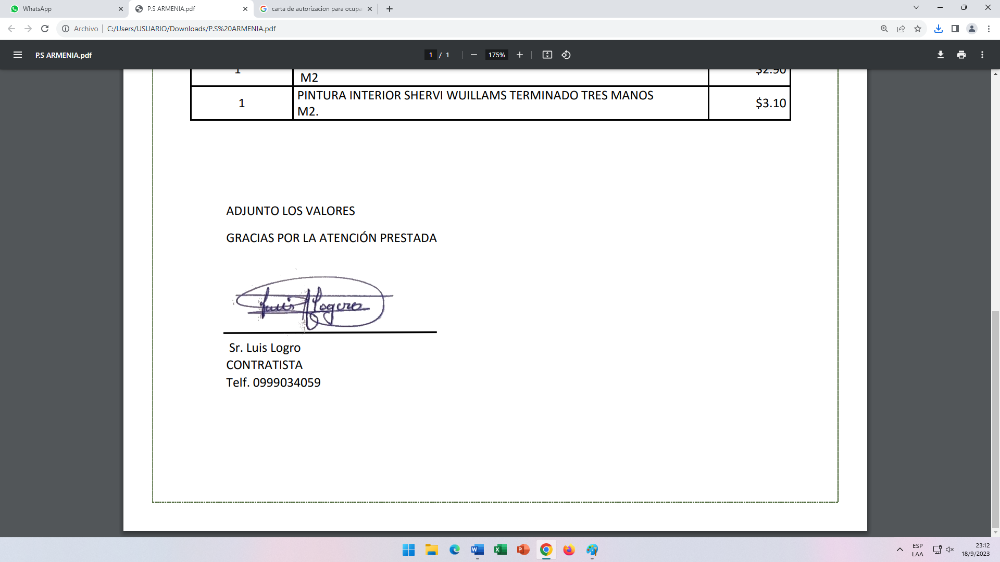 WhatsApp
P.S ARMENIA.pdf
carta de autorizacion para ocupa
Archivo
C:/Users/USUARIO/Downloads/P.S%20ARMENIA.pdf
P.S ARMENIA.pdf
1 / 1
175%
1
M2
$2.90
1
PINTURA INTERIOR SHERVI WUILLAMS TERMINADO TRES MANOS
M2.
$3.10
ADJUNTO LOS VALORES
GRACIAS POR LA ATENCIÓN PRESTADA
Sr. Luis Logro
CONTRATISTA
Telf. 0999034059
ESP
LAA
23:12
18/9/2023